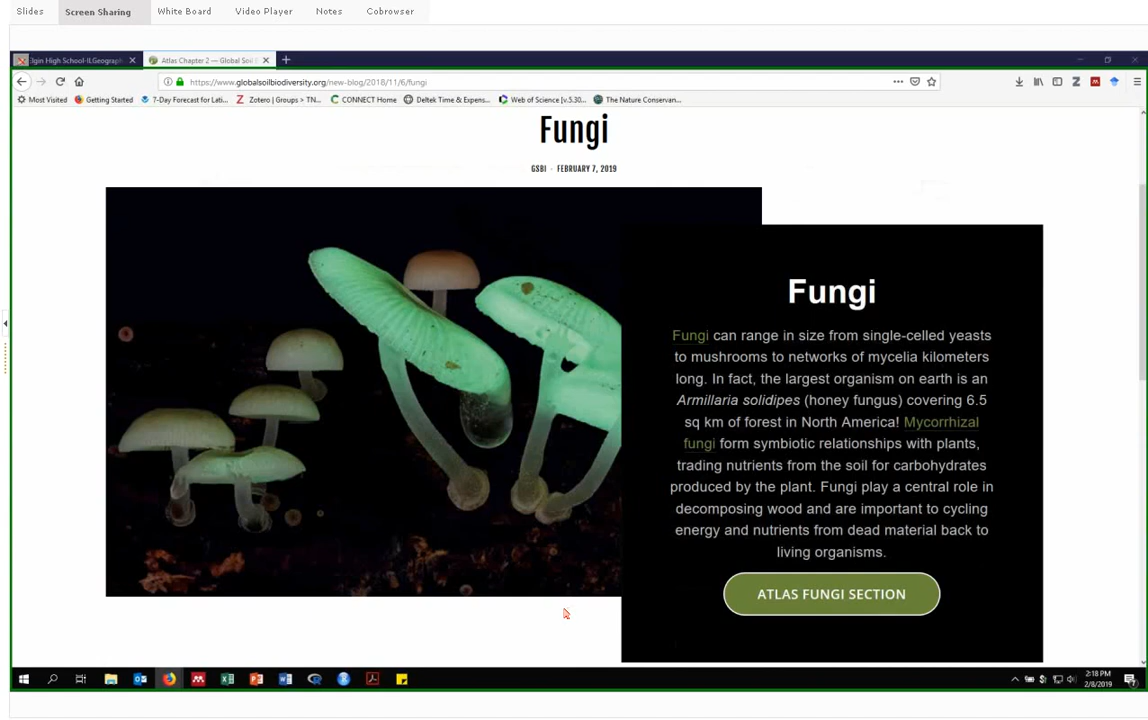 Slides Screen Sharing White Board Video Player Notes Cobrowser
Elgin High School-ILGeograph Atlas Chapter 2 — Global Soil
https://www.globalsoilbiodiversity.org/new-blog/2018/11/6/fungi
Most Visited Getting Started 7-Day Forecast for Lati... Zotero | Groups > TN... CONNECT Home Deltek Time & Expens... Web of Science [v.5.30... The Nature Conservan...
Fungi
GSBI · FEBRUARY 7, 2019
Fungi
Fungi can range in size from single-celled yeasts
to mushrooms to networks of mycelia kilometers
long. In fact, the largest organism on earth is an
Armillaria solidipes (honey fungus) covering 6.5
sq km of forest in North America! Mycorrhizal
fungi form symbiotic relationships with plants,
trading nutrients from the soil for carbohydrates
produced by the plant. Fungi play a central role in
decomposing wood and are important to cycling
energy and nutrients from dead material back to
living organisms.
ATLAS FUNGI SECTION
2:18 PM
2/8/2019